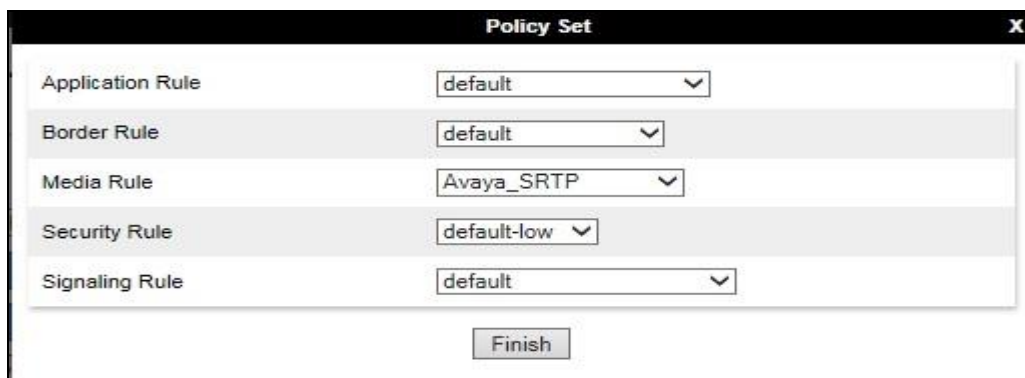 Policy Set X
Application Rule default
Border Rule default
Media Rule Avaya_SRTP
Security Rule default-low
Signaling Rule default
Finish